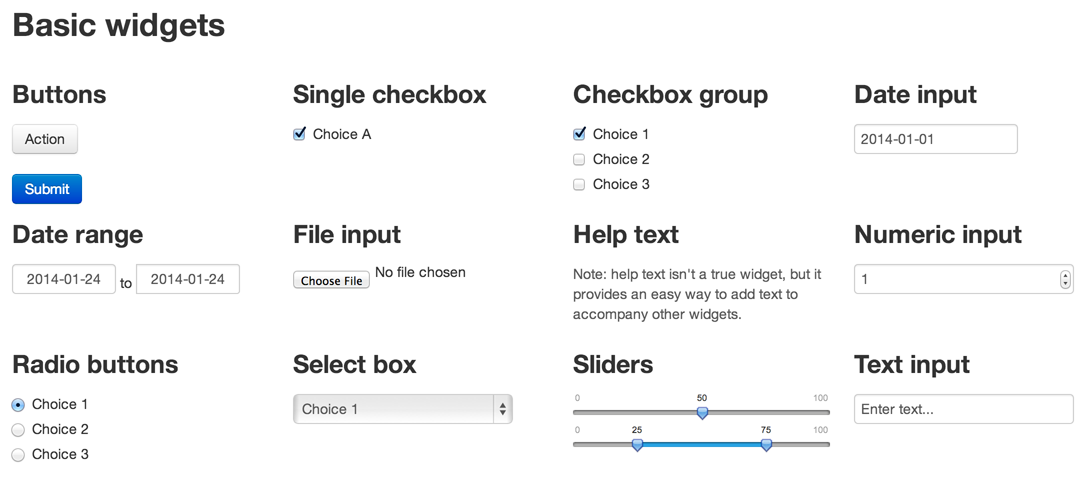 Basic widgets
Buttons
Action
Submit
Single checkbox
Choice A
Checkbox group
Choice 1
Choice 2
Choice 3
Date input
2014-01-01
Date range
2014-01-24 to 2014-01-24
File input
Choose File No file chosen
Help text
Note: help text isn't a true widget, but it
provides an easy way to add text to
accompany other widgets.
Numeric input
1
Radio buttons
Choice 1
Choice 2
Choice 3
Select box
Choice 1
Sliders
0 50 100
0 25 75 100
Text input
Enter text...